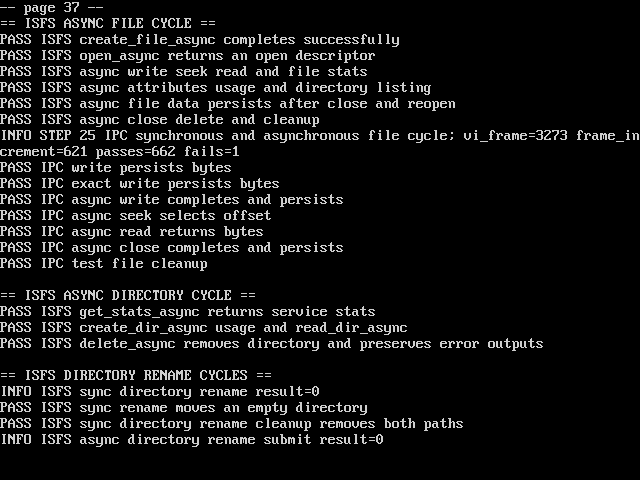 -- page 37 --
== ISFS ASYNC FILE CYCLE ==
PASS ISFS create_file_async completes successfully
PASS ISFS open_async returns an open descriptor
PASS ISFS async write seek read and file stats
PASS ISFS async attributes usage and directory listing
PASS ISFS async file data persists after close and reopen
PASS ISFS async close delete and cleanup
INFO STEP 25 IPC synchronous and asynchronous file cycle; vi_frame=3273 frame_in
crement=621 passes=662 fails=1
PASS IPC write persists bytes
PASS IPC exact write persists bytes
PASS IPC async write completes and persists
PASS IPC async seek selects offset
PASS IPC async read returns bytes
PASS IPC async close completes and persists
PASS IPC test file cleanup
== ISFS ASYNC DIRECTORY CYCLE ==
PASS ISFS get_stats_async returns service stats
PASS ISFS create_dir_async usage and read_dir_async
PASS ISFS delete_async removes directory and preserves error outputs
== ISFS DIRECTORY RENAME CYCLES ==
INFO ISFS sync directory rename result=0
PASS ISFS sync rename moves an empty directory
PASS ISFS sync directory rename cleanup removes both paths
INFO ISFS async directory rename submit result=0